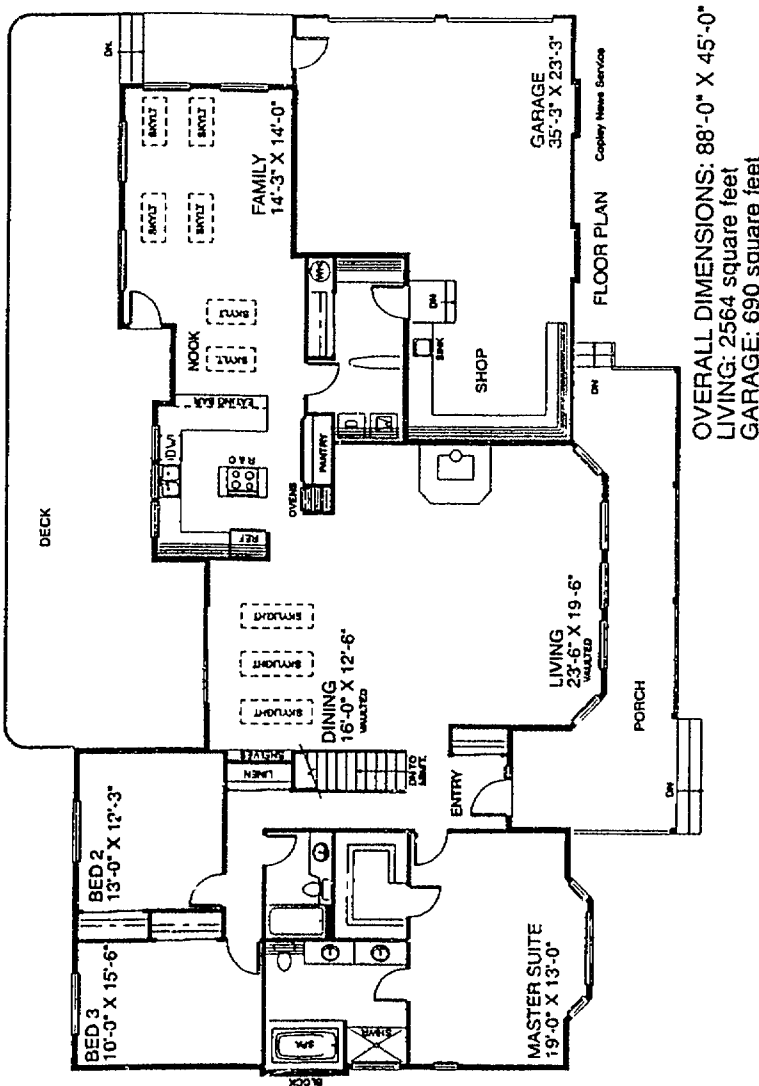 DECK
DN.
SKYLT
SKYLT
SKYLT
SKYLT
FAMILY
14'-3" X 14'-0"
NOOK
SKYLT
SKYLT.
EATING BAR
DW
R&O
REF
OVENS
PANTRY
WH
GARAGE
35'-3" X 23'-3"
DN
SINK
SHOP
BED 2
13'-0" X 12'-3"
BED 3
10'-0" X 15'-6"
SHELVES
LINEN
SKYLIGHT
SKYLIGHT
SKYLIGHT
DINING
16'-0" X 12'-6"
VAULTED
DN TO
BSMT.
ENTRY
LIVING
23'-6" X 19'-6"
VAULTED
BLOCK
SPA
SHWR
MASTER SUITE
19'-0" X 13'-0"
PORCH
DN
DN
FLOOR PLAN
Copley News Service
OVERALL DIMENSIONS: 88'-0" X 45'-0"
LIVING: 2564 square feet
GARAGE: 690 square feet